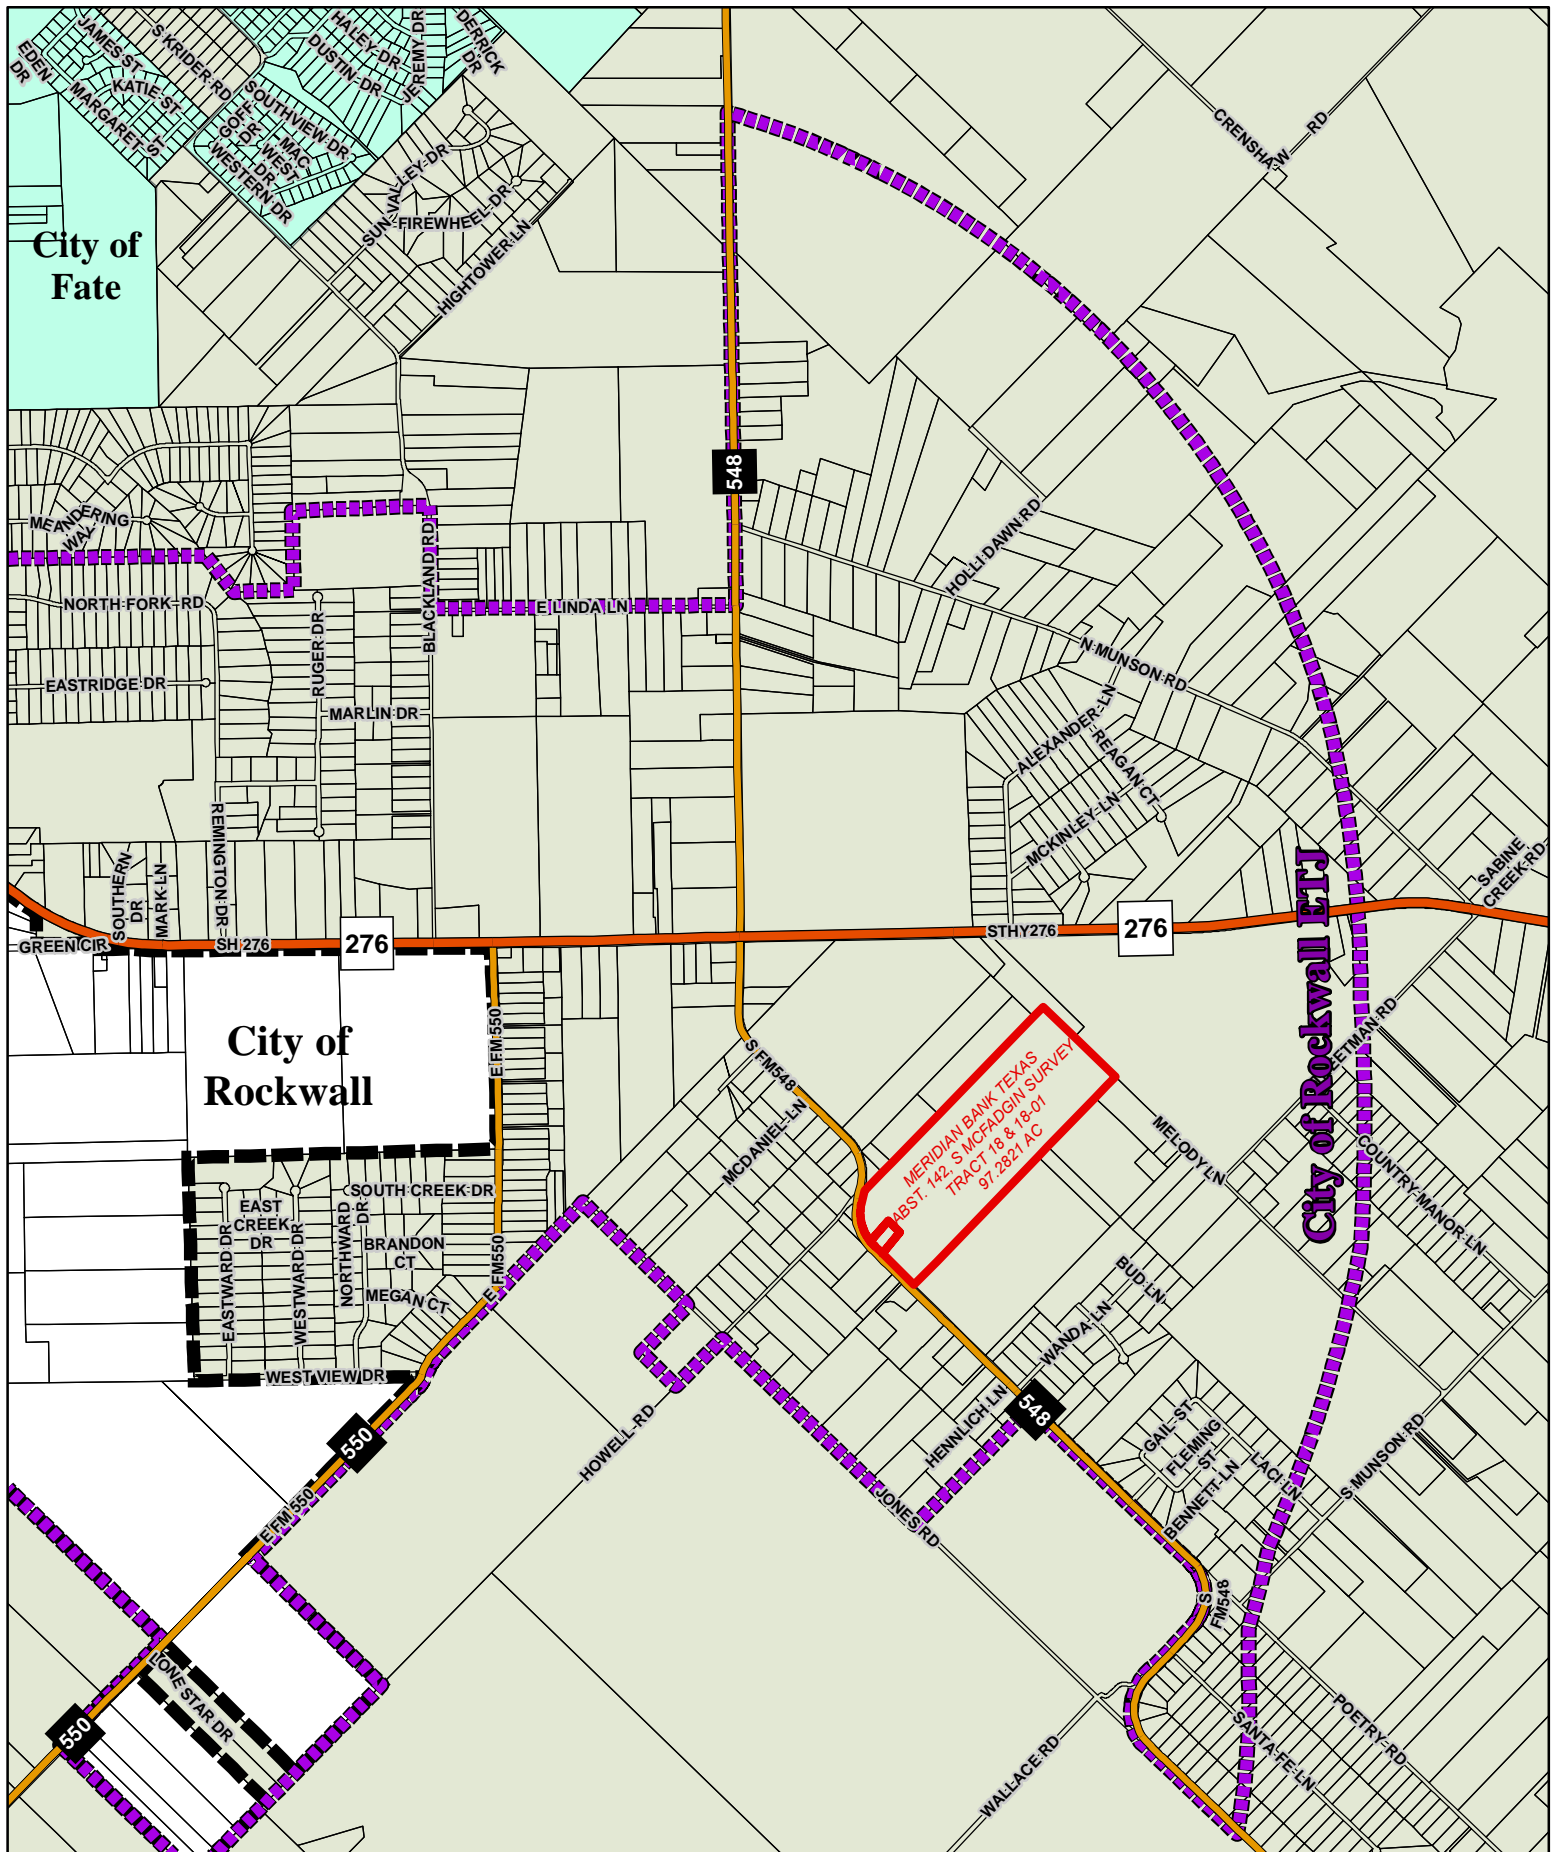 EDEN
DR
JAMES ST
S KRIDER RD
HALEY DR
DUSTIN DR
JEREMY DR
DERRICK
DR
KATIE ST
MARGARET ST
SOUTHVIEW DR
GOFF
DR
MAC
WEST
DR
WESTERN DR
SUN VALLEY DR
FIREWHEEL DR
HIGHTOWER LN
CRENSHAW RD
City of
Fate
548
MEANDERING
WAY
NORTH FORK RD
EASTRIDGE DR
RUGER DR
MARLIN DR
BLACKLAND RD
E LINDA LN
HOLLI DAWN RD
N MUNSON RD
ALEXANDER LN
REAGAN CT
MCKINLEY LN
REMINGTON DR
SOUTHERN
DR
MARK LN
GREEN CIR
SH 276
276
STHY276
276
SABINE
CREEK RD
City of Rockwall ETJ
City of
Rockwall
E FM 550
S FM548
MCDANIEL LN
MERIDIAN BANK TEXAS
ABST. 142, S MCFADGIN SURVEY
TRACT 18 & 18-01
97.2821 AC
MELODY LN
COUNTRY MANOR LN
SOUTH CREEK DR
EAST
CREEK
DR
NORTHWARD
DR
BRANDON
CT
MEGAN CT
EASTWARD DR
WESTWARD DR
WEST VIEW DR
E FM550
BUD LN
WANDA LN
HENNLICH LN
548
GAIL ST
FLEMING
ST
LACI LN
BENNETT LN
S MUNSON RD
HOWELL RD
JONES RD
550
E FM 550
S
FM548
LONE STAR DR
550
WALLACE RD
SANTA FE LN
POETRY RD